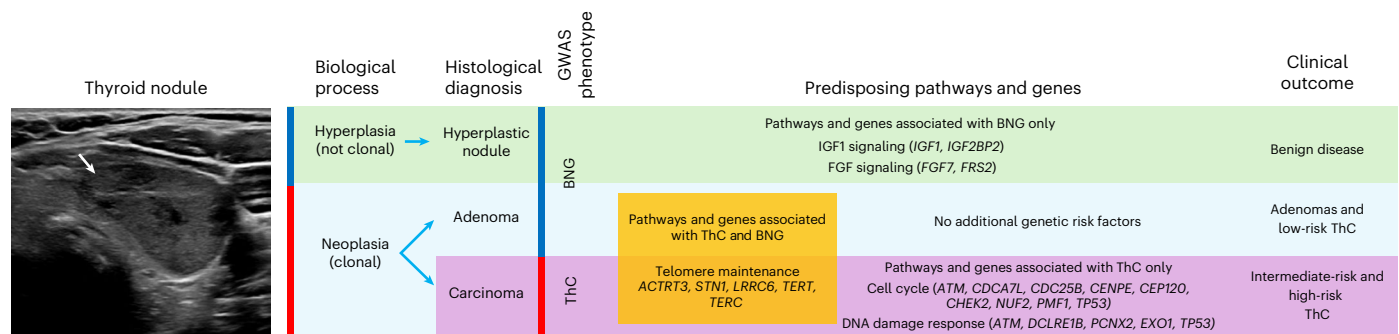 Thyroid nodule
Biological
process
Histological
diagnosis
GWAS
phenotype
Predisposing pathways and genes
Clinical
outcome
Hyperplasia
(not clonal)
Hyperplastic
nodule
BNG
Pathways and genes associated with BNG only
IGF1 signaling (IGF1, IGF2BP2)
FGF signaling (FGF7, FRS2)
Benign disease
Neoplasia
(clonal)
Adenoma
Pathways and genes associated
with ThC and BNG
No additional genetic risk factors
Adenomas and
low-risk ThC
Carcinoma
ThC
Telomere maintenance
ACTRT3, STN1, LRRC6, TERT,
TERC
Pathways and genes associated with ThC only
Cell cycle (ATM, CDCA7L, CDC25B, CENPE, CEP120,
CHEK2, NUF2, PMF1, TP53)
DNA damage response (ATM, DCLRE1B, PCNX2, EXO1, TP53)
Intermediate-risk and
high-risk
ThC